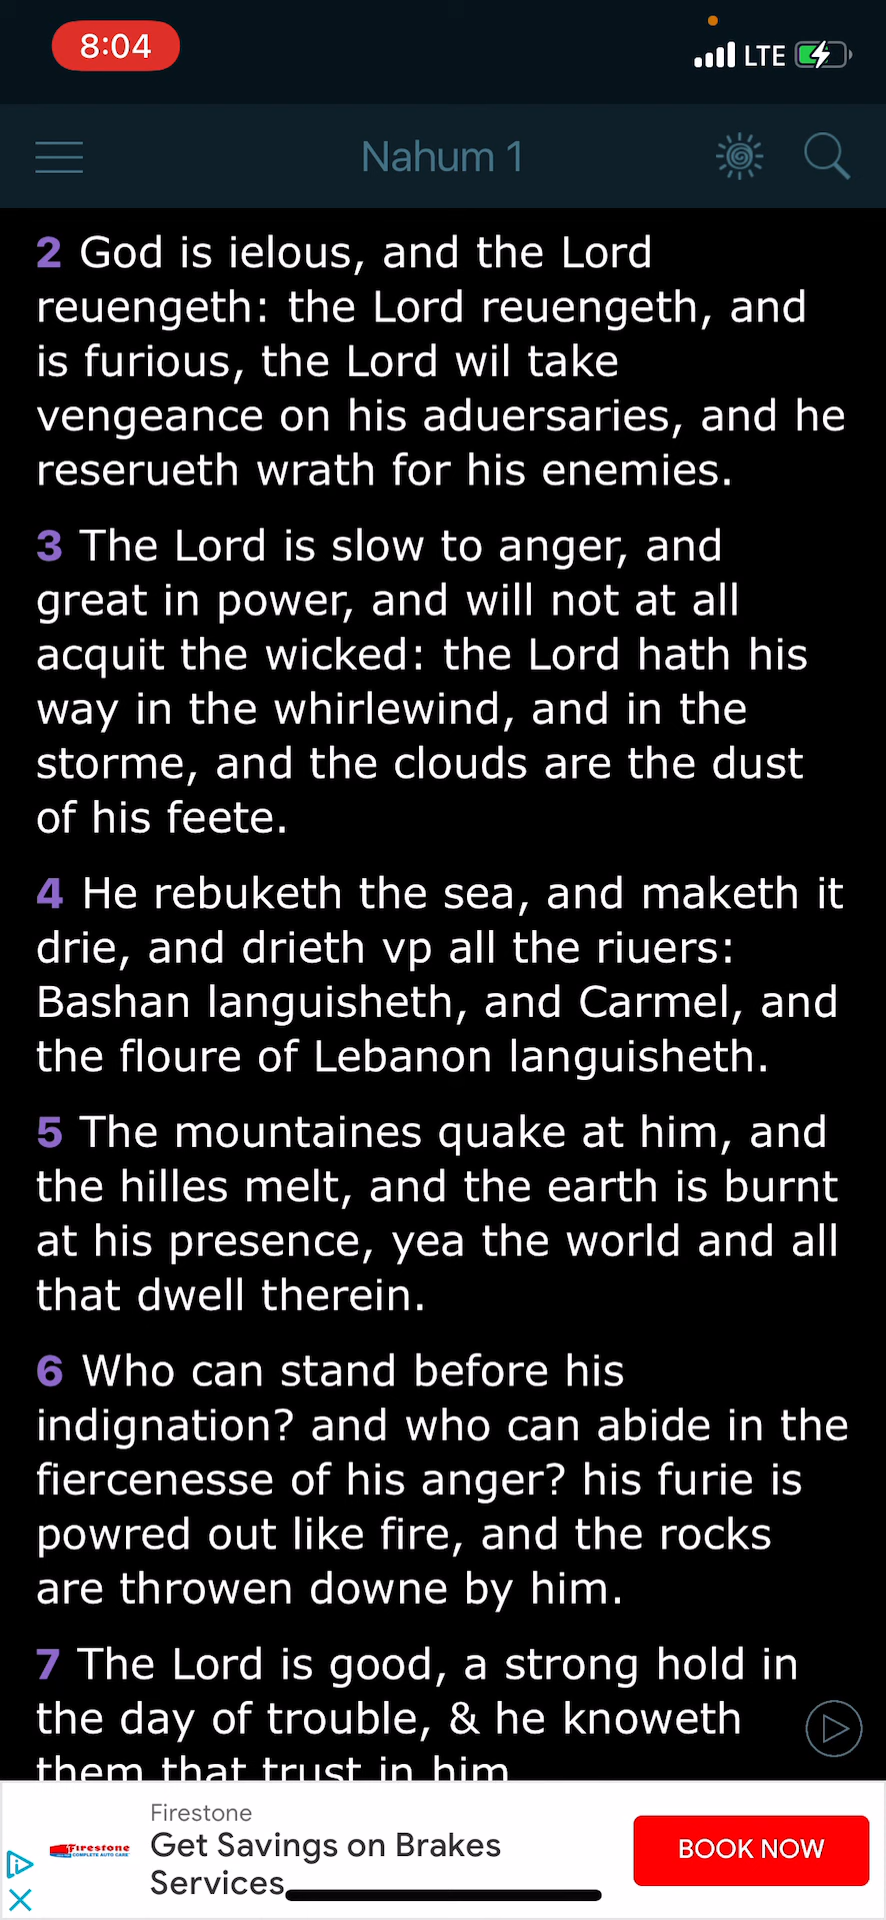 8:04
LTE
Nahum 1
2 God is ielous, and the Lord
reuengeth: the Lord reuengeth, and
is furious, the Lord wil take
vengeance on his aduersaries, and he
reserueth wrath for his enemies.
3 The Lord is slow to anger, and
great in power, and will not at all
acquit the wicked: the Lord hath his
way in the whirlewind, and in the
storme, and the clouds are the dust
of his feete.
4 He rebuketh the sea, and maketh it
drie, and drieth vp all the riuers:
Bashan languisheth, and Carmel, and
the floure of Lebanon languisheth.
5 The mountaines quake at him, and
the hilles melt, and the earth is burnt
at his presence, yea the world and all
that dwell therein.
6 Who can stand before his
indignation? and who can abide in the
fiercenesse of his anger? his furie is
powred out like fire, and the rocks
are throwen downe by him.
7 The Lord is good, a strong hold in
the day of trouble, & he knoweth
them that trust in him
Firestone
Firestone
COMPLETE AUTO CARE
Get Savings on Brakes
Services
BOOK NOW